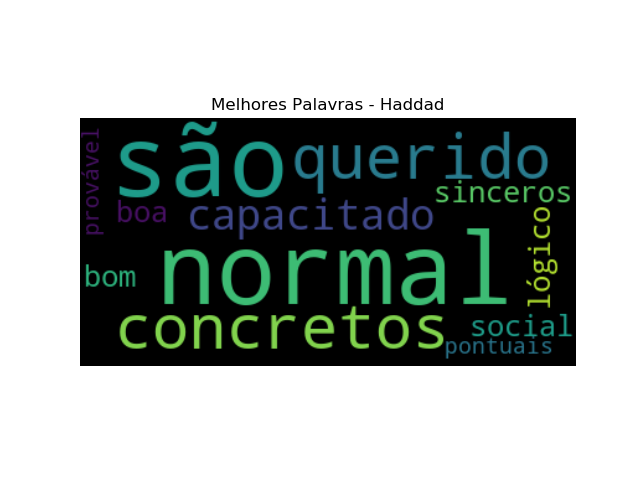 Melhores Palavras - Haddad
provável
são
querido
sinceros
boa
capacitado
lógico
normal
bom
concretos
social
pontuais